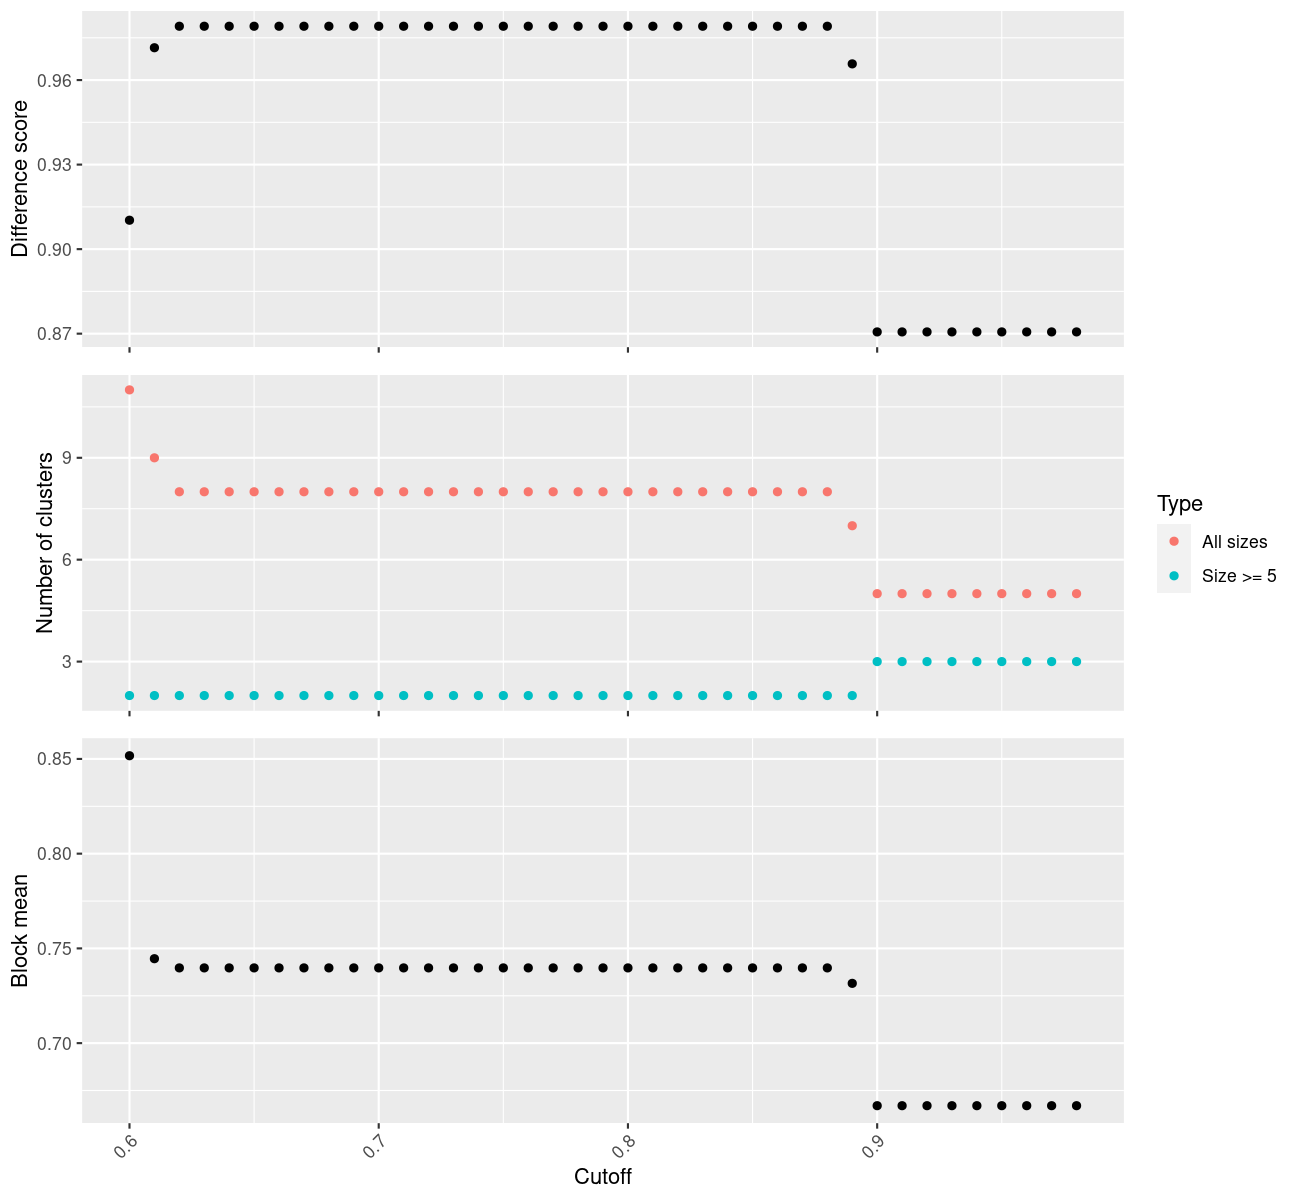 Difference score
0.96
0.93
0.90
0.87
Number of clusters
9
6
3
Type
All sizes
Size >= 5
Block mean
0.85
0.80
0.75
0.70
0.6
0.7
0.8
0.9
Cutoff